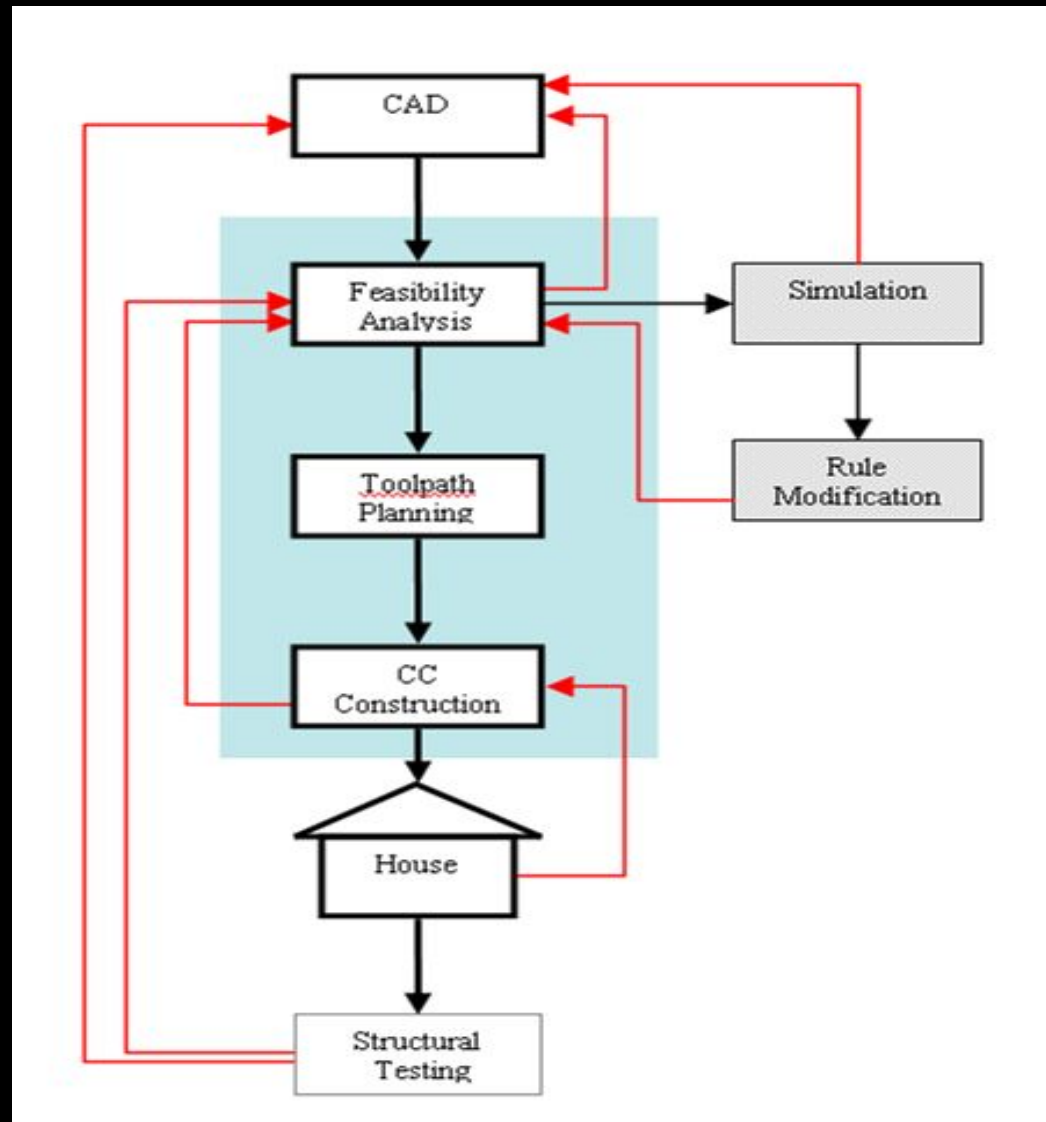 CAD
Feasibility
Analysis
Simulation
Rule
Modification
Toolpath
Planning
CC
Construction
House
Structural
Testing